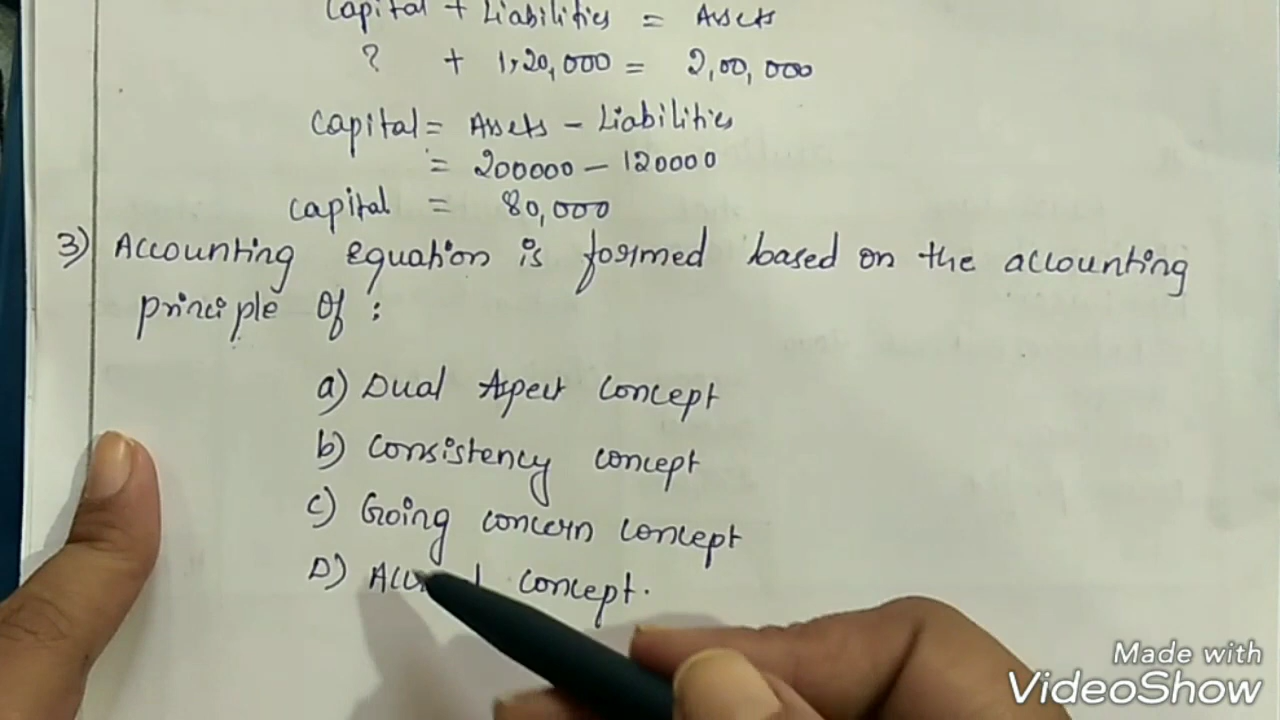 Capital + Liabilities = Assets
? + 1,20,000 = 2,00,000
Capital = Assets - Liabilities
= 200000 - 120000
Capital = 80,000
3) Accounting equation is formed based on the accounting
principle of :
a) Dual Aspect concept
b) Consistency concept
c) Going concern concept
D) concept.
Made with
VideoShow